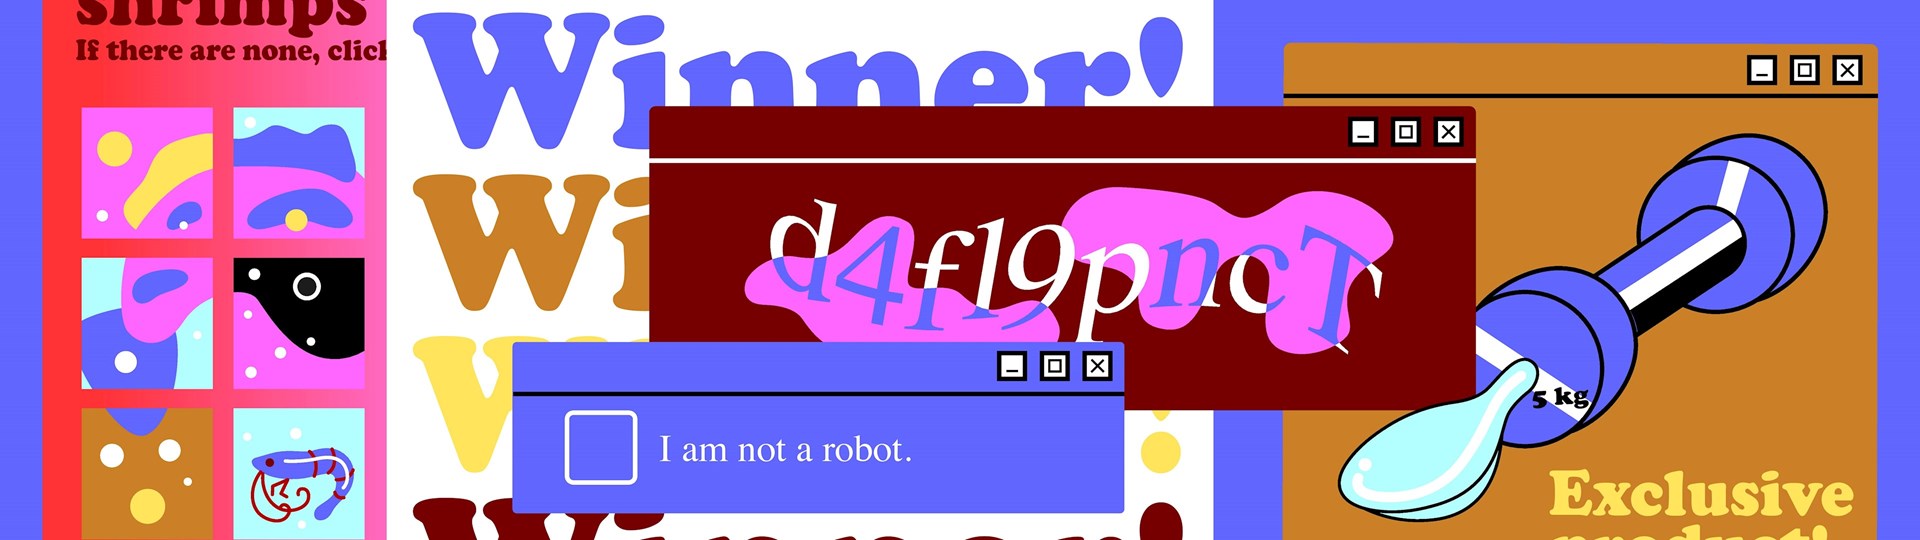 shrimps
If there are none, click
Winner!
Wi
W
Winner!
d4fl9pncT
I am not a robot.
5 kg
Exclusive
product!